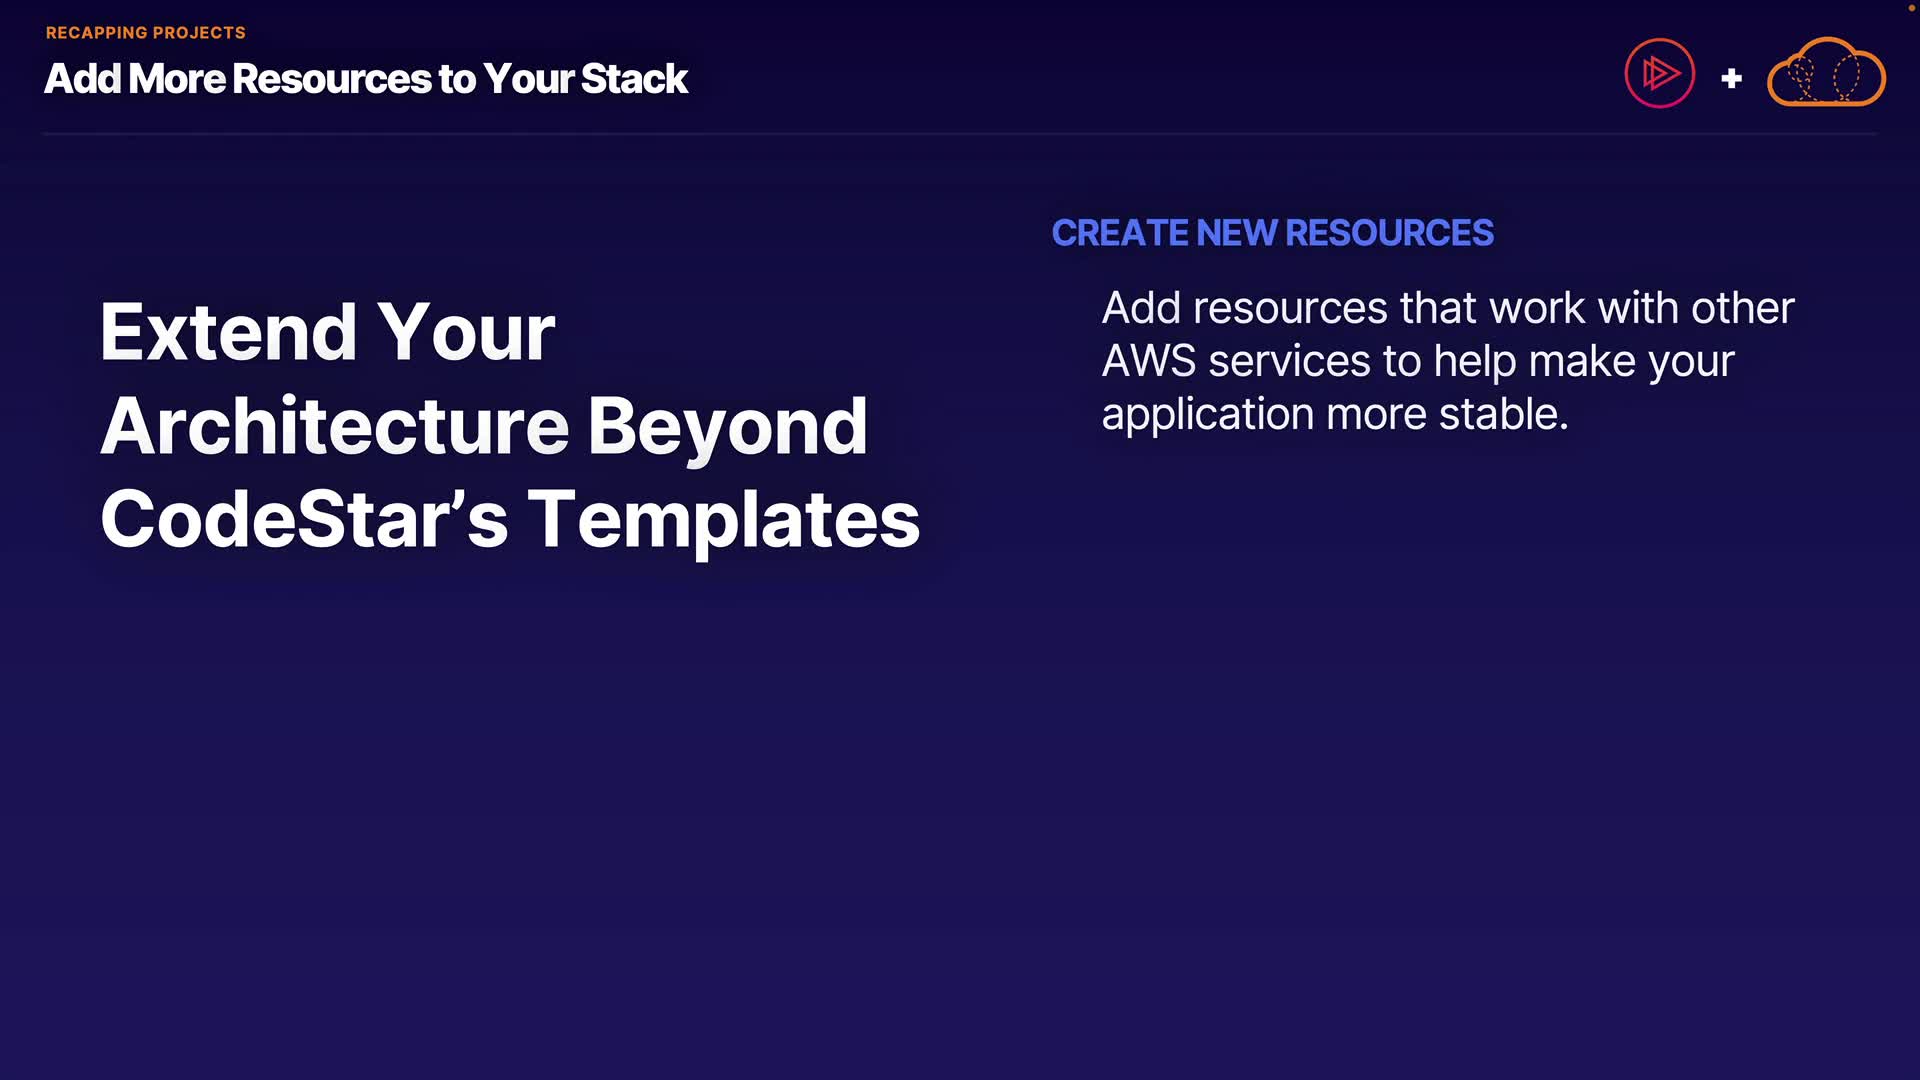 RECAPPING PROJECTS
Add More Resources to Your Stack
+
Extend Your
Architecture Beyond
CodeStar’s Templates
CREATE NEW RESOURCES
Add resources that work with other
AWS services to help make your
application more stable.